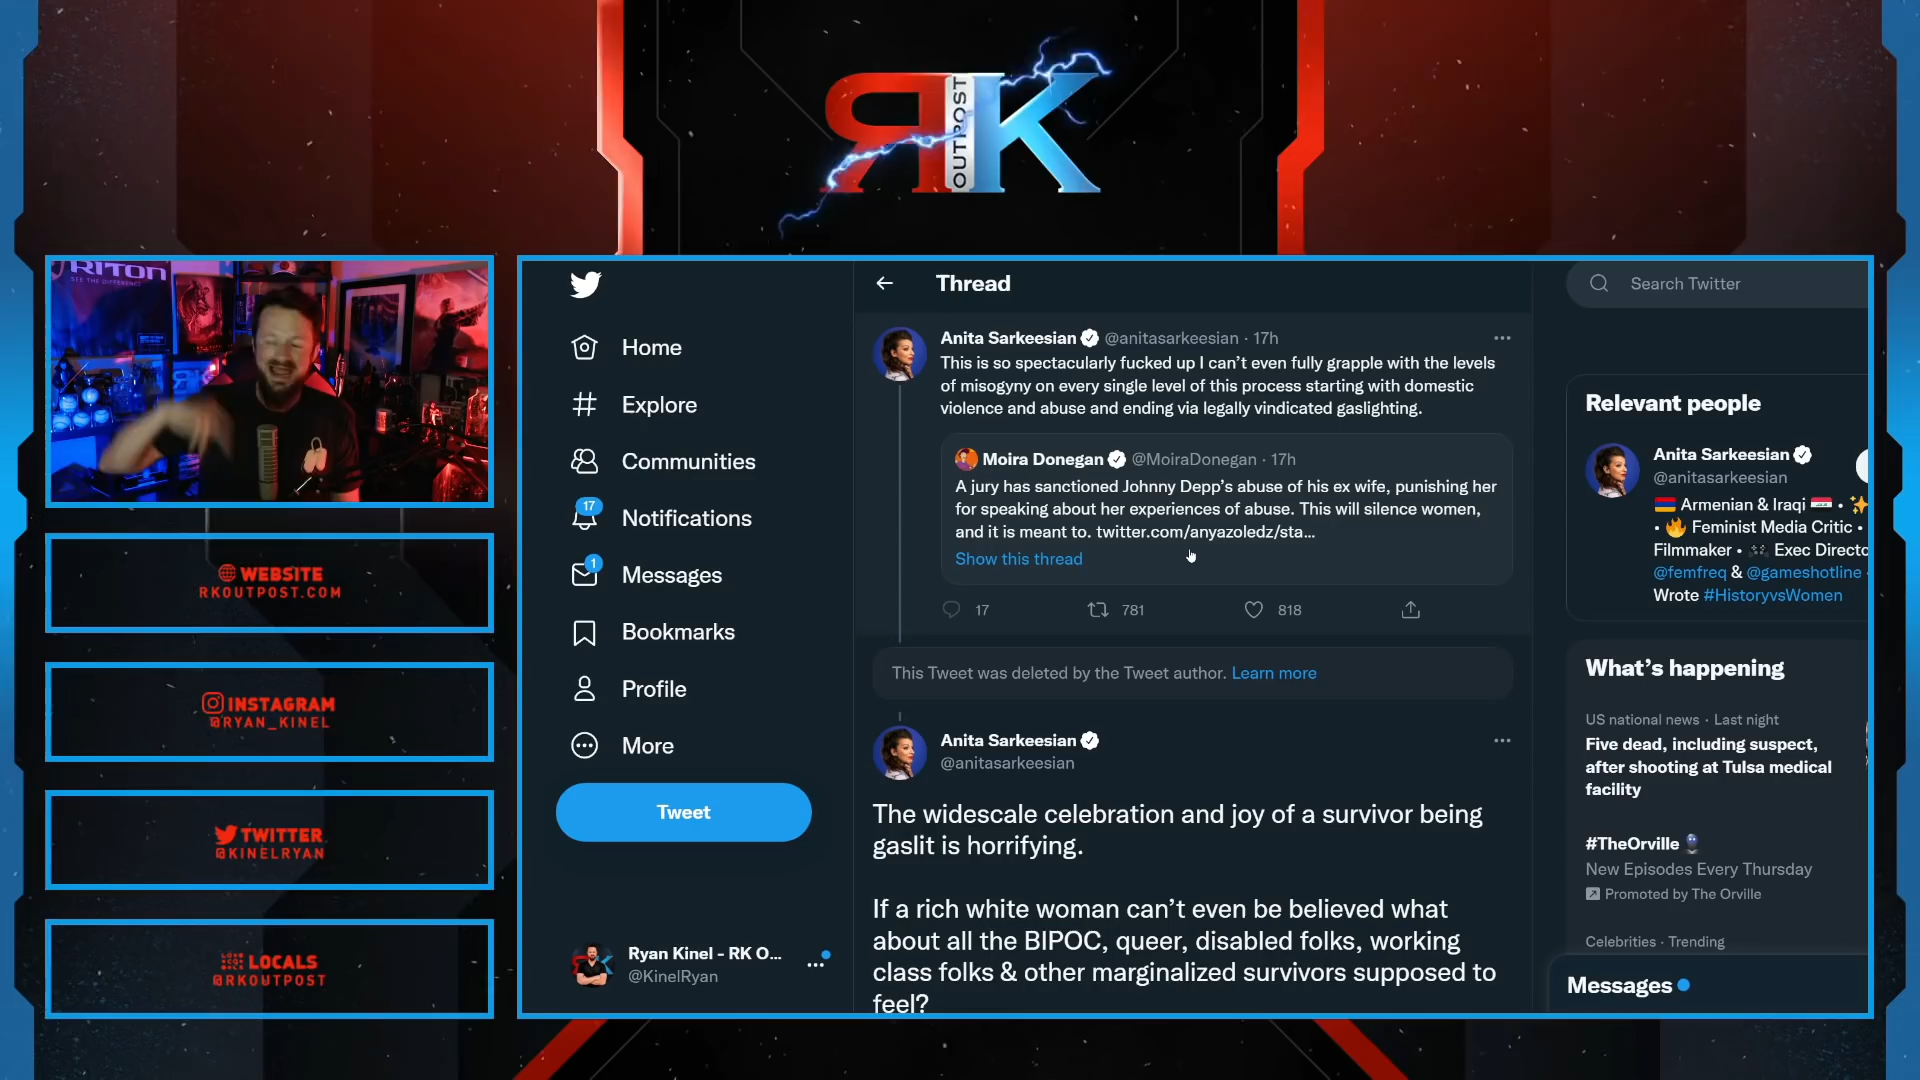 RK
OUTPOST
RITON
SEE THE DIFFERENCE
WEBSITE
RKOUTPOST.COM
INSTAGRAM
@RYAN_KINEL
TWITTER
@KINELRYAN
LOCALS
@RKOUTPOST
Home
Explore
Communities
17
Notifications
1
Messages
Bookmarks
Profile
More
Tweet
Ryan Kinel - RK O...
@KinelRyan
Thread
Anita Sarkeesian @anitasarkeesian · 17h
This is so spectacularly fucked up I can’t even fully grapple with the levels
of misogyny on every single level of this process starting with domestic
violence and abuse and ending via legally vindicated gaslighting.
Moira Donegan @MoiraDonegan · 17h
A jury has sanctioned Johnny Depp’s abuse of his ex wife, punishing her
for speaking about her experiences of abuse. This will silence women,
and it is meant to. twitter.com/anyazoledz/sta...
Show this thread
17 781 818
This Tweet was deleted by the Tweet author. Learn more
Anita Sarkeesian
@anitasarkeesian
The widescale celebration and joy of a survivor being
gaslit is horrifying.
If a rich white woman can’t even be believed what
about all the BIPOC, queer, disabled folks, working
class folks & other marginalized survivors supposed to
feel?
Search Twitter
Relevant people
Anita Sarkeesian
@anitasarkeesian
Armenian & Iraqi •
• Feminist Media Critic •
Filmmaker • Exec Directo
@femfreq & @gameshotline
Wrote #HistoryvsWomen
What’s happening
US national news · Last night
Five dead, including suspect,
after shooting at Tulsa medical
facility
#TheOrville
New Episodes Every Thursday
Promoted by The Orville
Celebrities · Trending
Messages